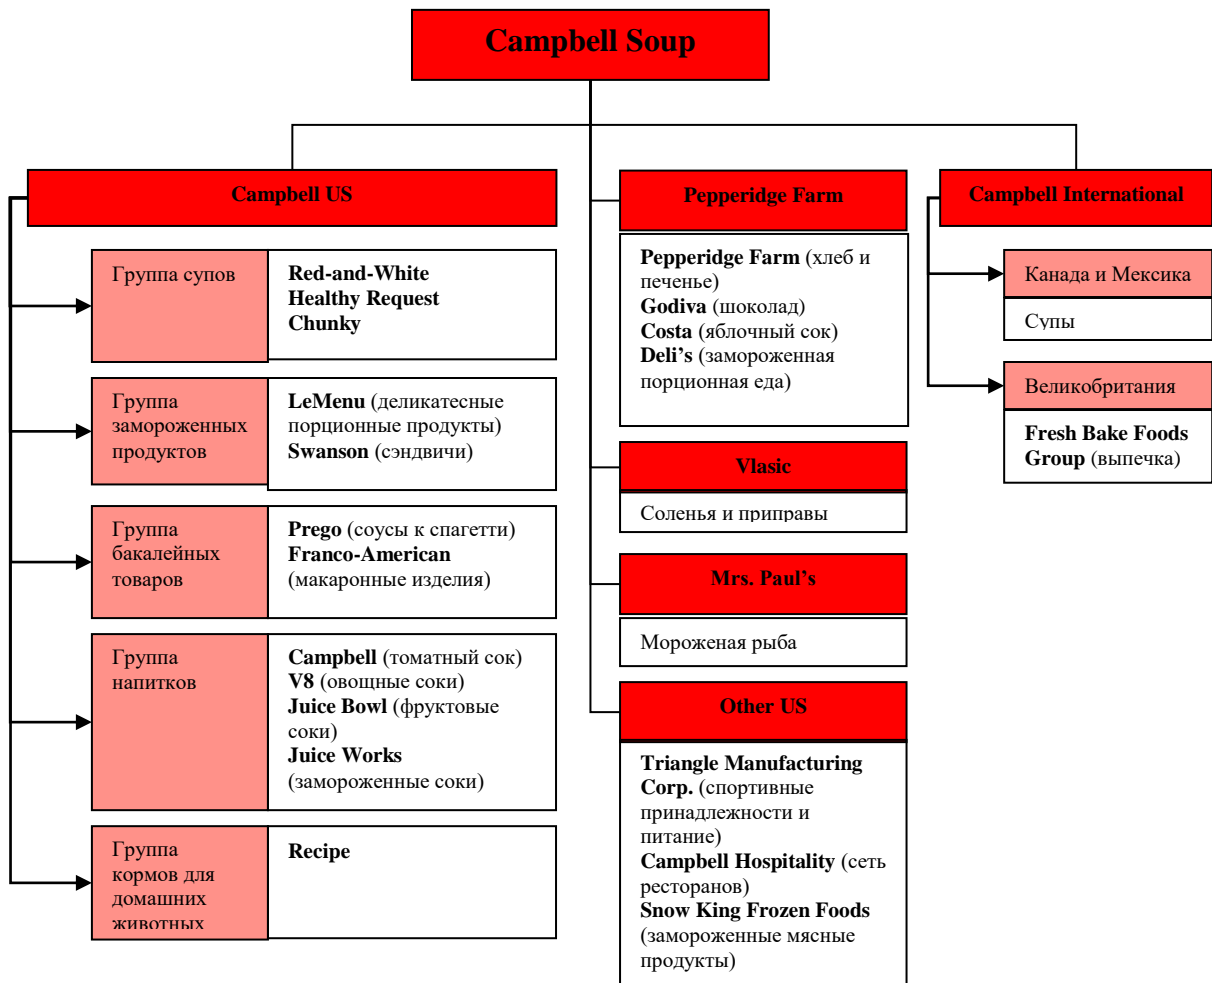 Campbell Soup
Campbell US
Группа супов
Red-and-White
Healthy Request
Chunky
Группа
замороженных
продуктов
LeMenu (деликатесные
порционные продукты)
Swanson (сэндвичи)
Группа
бакалейных
товаров
Prego (соусы к спагетти)
Franco-American
(макаронные изделия)
Группа
напитков
Campbell (томатный сок)
V8 (овощные соки)
Juice Bowl (фруктовые
соки)
Juice Works
(замороженные соки)
Группа
кормов для
домашних
животных
Recipe
Pepperidge Farm
Pepperidge Farm (хлеб и
печенье)
Godiva (шоколад)
Costa (яблочный сок)
Deli’s (замороженная
порционная еда)
Vlasic
Соленья и приправы
Mrs. Paul’s
Мороженая рыба
Other US
Triangle Manufacturing
Corp. (спортивные
принадлежности и
питание)
Campbell Hospitality (сеть
ресторанов)
Snow King Frozen Foods
(замороженные мясные
продукты)
Campbell International
Канада и Мексика
Супы
Великобритания
Fresh Bake Foods
Group (выпечка)